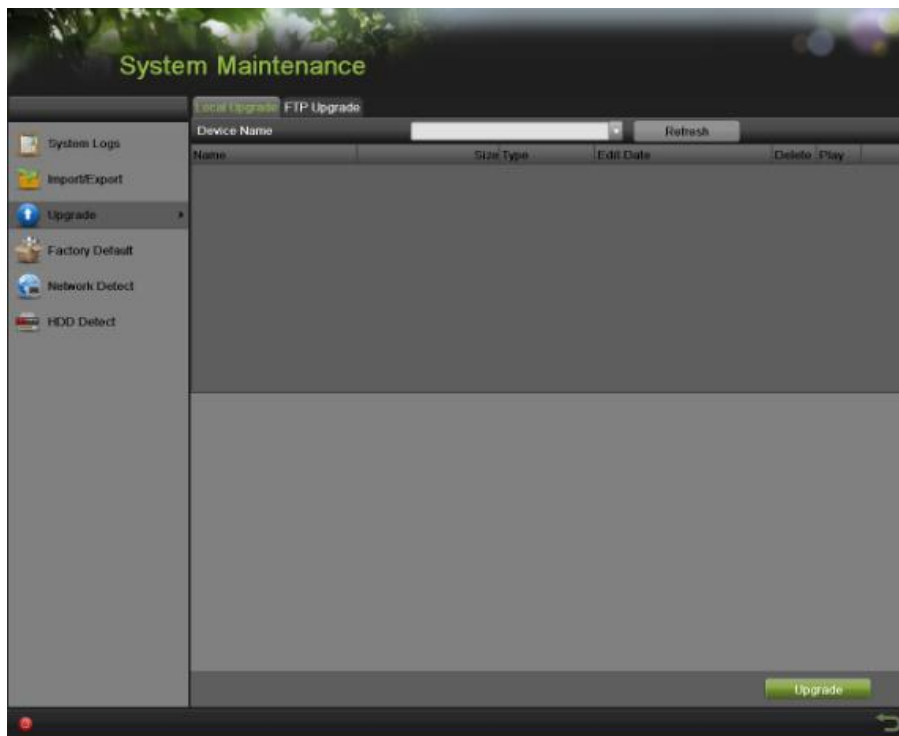 System Maintenance
Local Upgrade FTP Upgrade
Device Name Refresh
Name Size Type Edit Date Delete Play
System Logs
Import/Export
Upgrade
Factory Default
Network Detect
HDD Detect
Upgrade